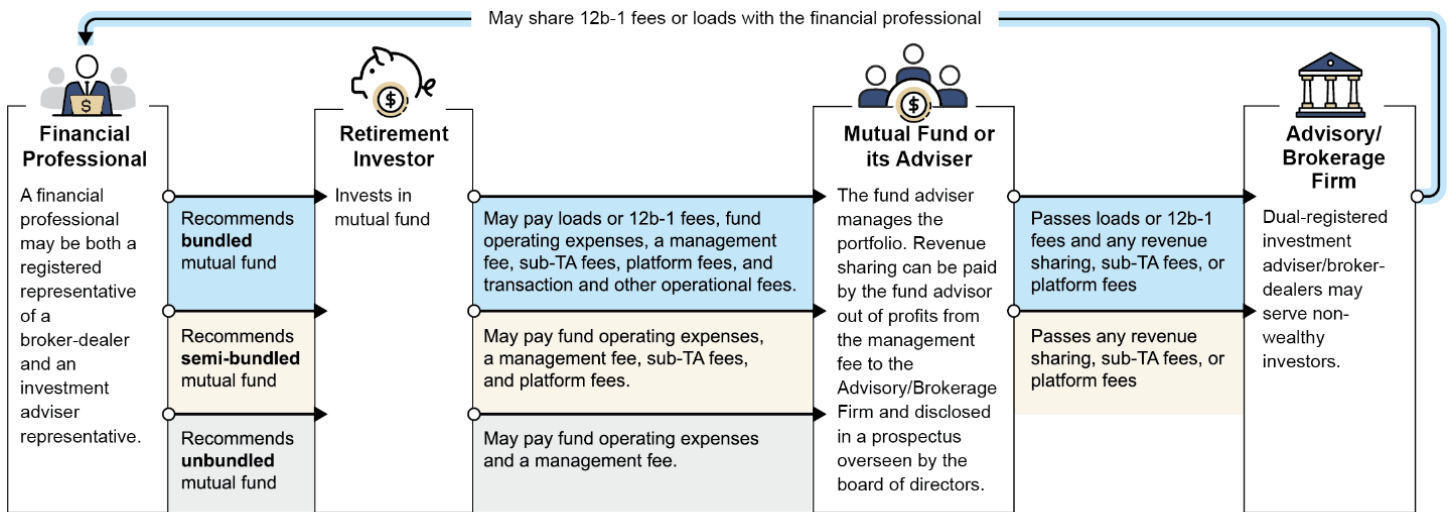 May share 12b-1 fees or loads with the financial professional
Financial
Professional
A financial
professional
may be both a
registered
representative
of a
broker-dealer
and an
investment
adviser
representative.
Recommends
bundled
mutual fund
Recommends
semi-bundled
mutual fund
Recommends
unbundled
mutual fund
Retirement
Investor
Invests in
mutual fund
May pay loads or 12b-1 fees, fund
operating expenses, a management
fee, sub-TA fees, platform fees, and
transaction and other operational fees.
May pay fund operating expenses,
a management fee, sub-TA fees,
and platform fees.
May pay fund operating expenses
and a management fee.
Mutual Fund or
its Adviser
The fund adviser
manages the
portfolio. Revenue
sharing can be paid
by the fund advisor
out of profits from
the management
fee to the
Advisory/Brokerage
Firm and disclosed
in a prospectus
overseen by the
board of directors.
Passes loads or 12b-1
fees and any revenue
sharing, sub-TA fees, or
platform fees
Passes any revenue
sharing, sub-TA fees, or
platform fees
Advisory/
Brokerage
Firm
Dual-registered
investment
adviser/broker-
dealers may
serve non-
wealthy
investors.